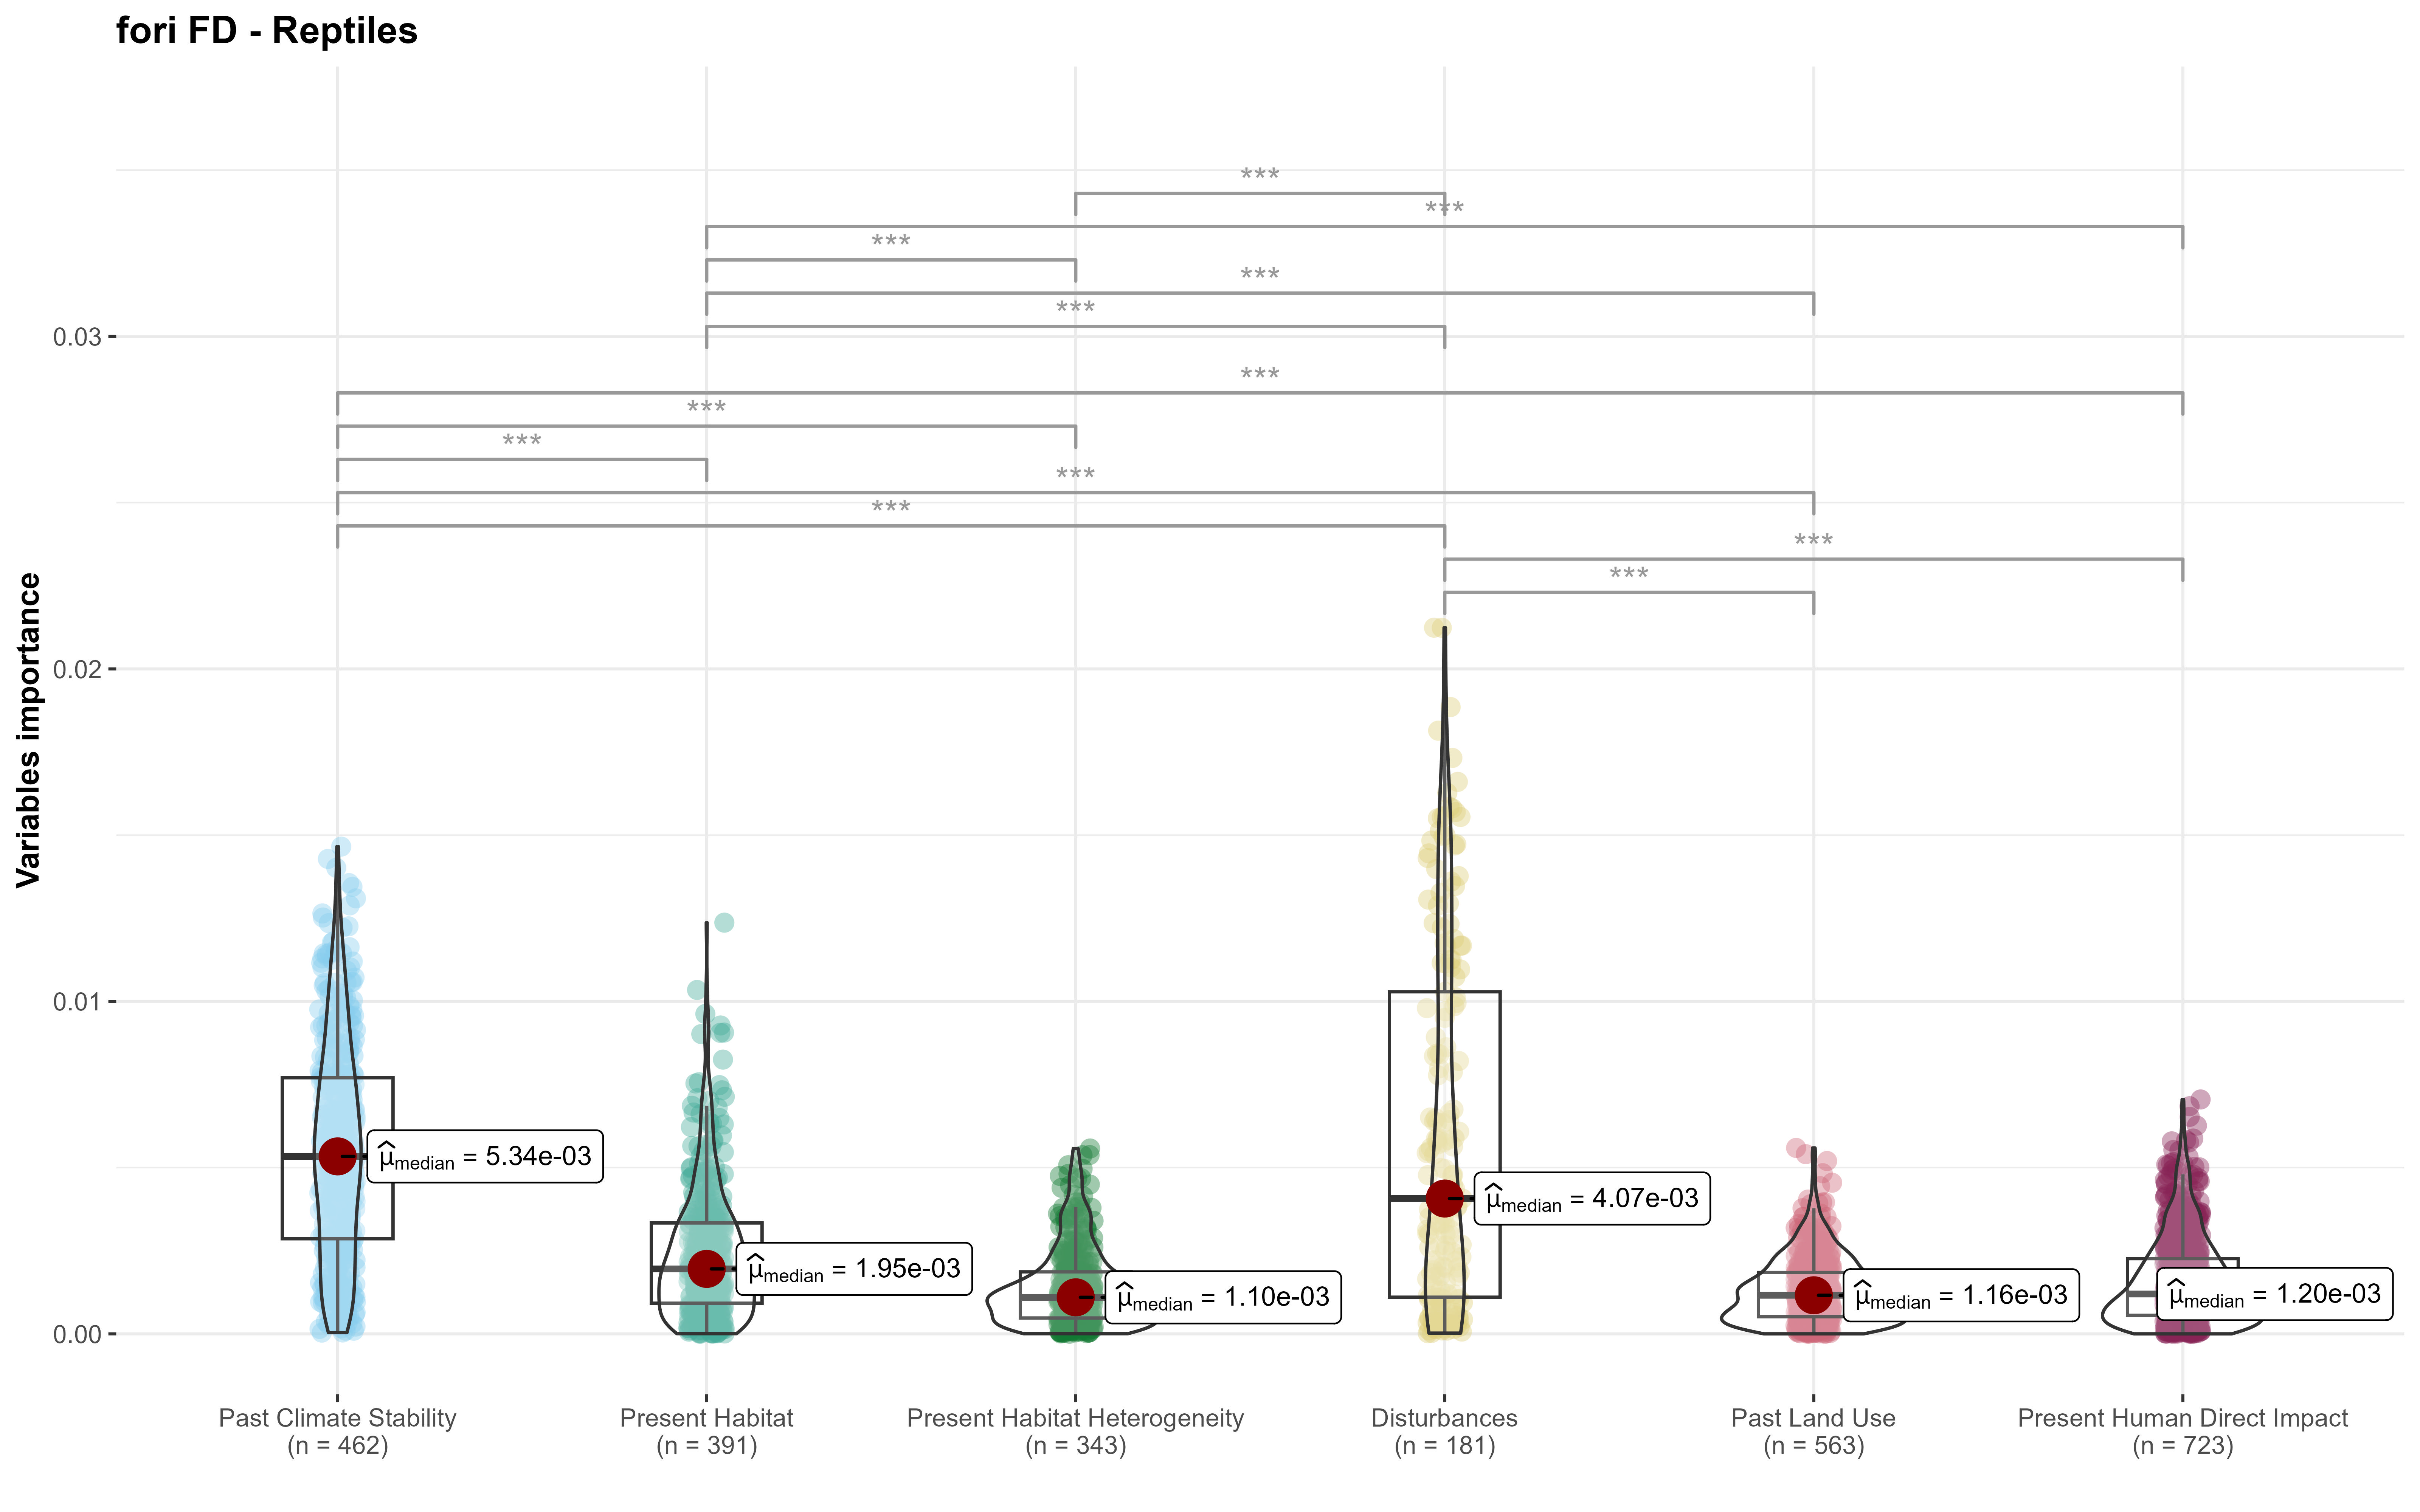 fori FD - Reptiles
Variables importance
***
***
***
***
***
0.03
***
***
***
***
***
***
***
0.02
0.01
0.00
μ̂median = 5.34e-03
μ̂median = 1.95e-03
μ̂median = 1.10e-03
μ̂median = 4.07e-03
μ̂median = 1.16e-03
μ̂median = 1.20e-03
Past Climate Stability
(n = 462)
Present Habitat
(n = 391)
Present Habitat Heterogeneity
(n = 343)
Disturbances
(n = 181)
Past Land Use
(n = 563)
Present Human Direct Impact
(n = 723)